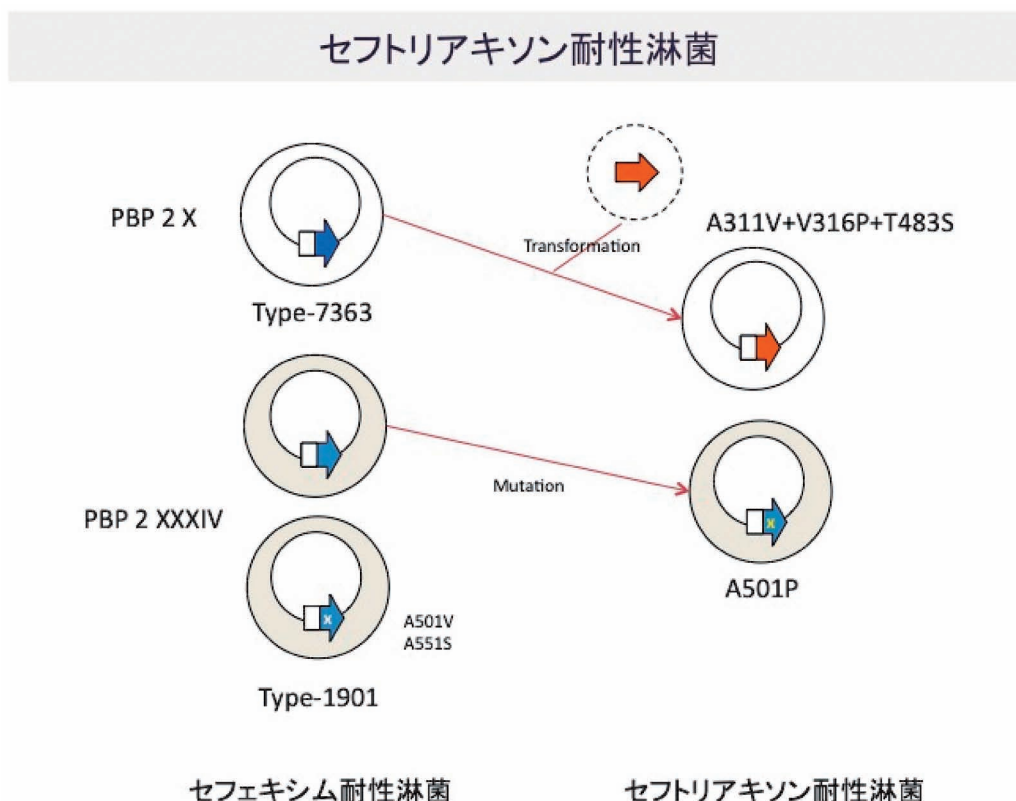 セフトリアキソン耐性淋菌
PBP 2 X
Type-7363
Transformation
A311V+V316P+T483S
PBP 2 XXXIV
Mutation
x
A501P
x
A501V
A551S
Type-1901
セフェキシム耐性淋菌
セフトリアキソン耐性淋菌